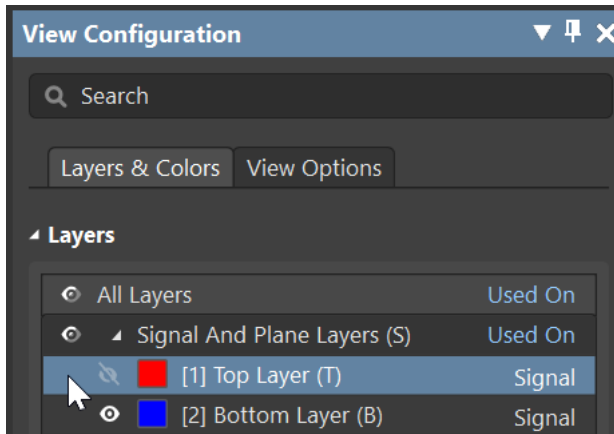 View Configuration
Search
Layers & Colors View Options
Layers
All Layers Used On
Signal And Plane Layers (S) Used On
[1] Top Layer (T) Signal
[2] Bottom Layer (B) Signal